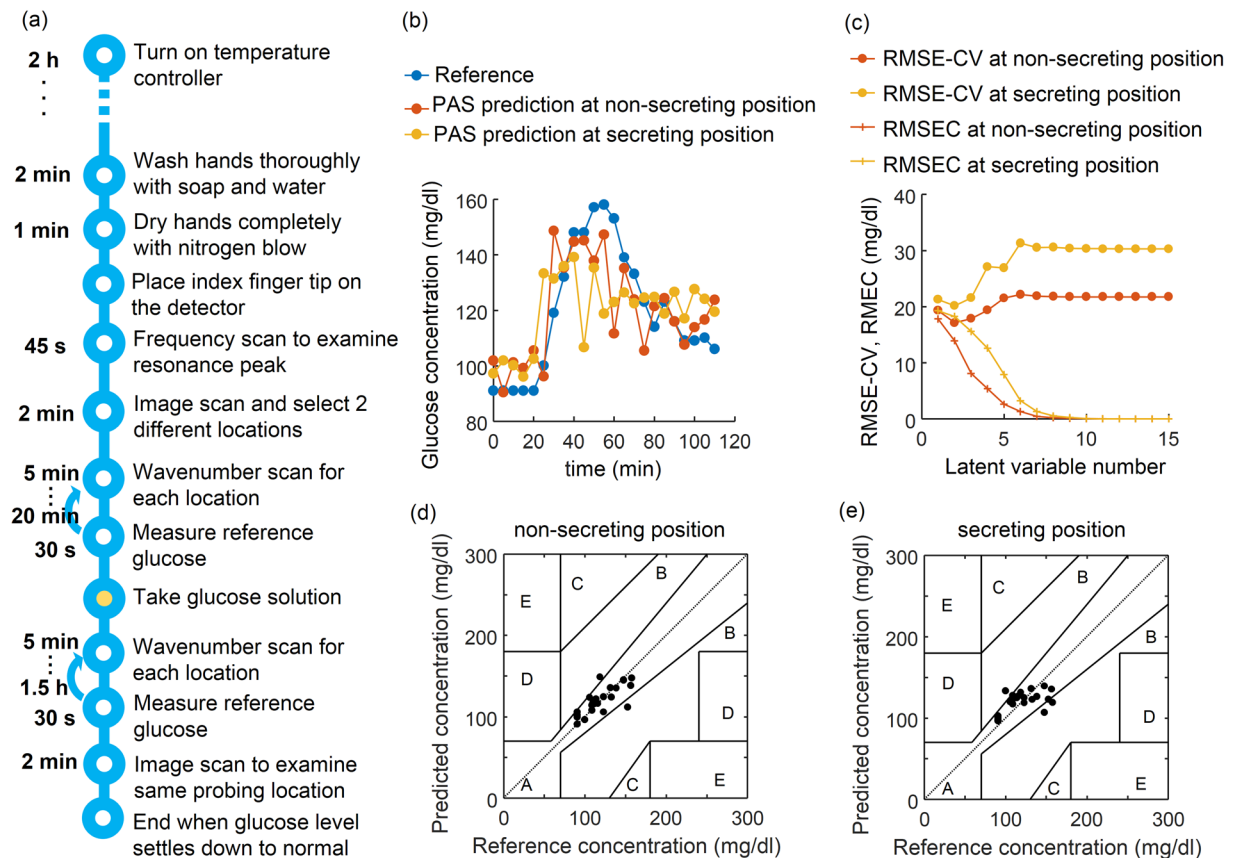 (a)
2 h
Turn on temperature
controller
2 min
Wash hands thoroughly
with soap and water
1 min
Dry hands completely
with nitrogen blow
Place index finger tip on
the detector
45 s
Frequency scan to examine
resonance peak
2 min
Image scan and select 2
different locations
5 min
Wavenumber scan for
each location
20 min
30 s
Measure reference
glucose
Take glucose solution
5 min
Wavenumber scan for
each location
1.5 h
30 s
Measure reference
glucose
2 min
Image scan to examine
same probing location
End when glucose level
settles down to normal
(b)
Reference
PAS prediction at non-secreting position
PAS prediction at secreting position
Glucose concentration (mg/dl)
160
140
120
100
80
0 20 40 60 80 100 120
time (min)
(c)
RMSE-CV at non-secreting position
RMSE-CV at secreting position
RMSEC at non-secreting position
RMSEC at secreting position
RMSE-CV, RMEC (mg/dl)
40
30
20
10
0
0 5 10 15
Latent variable number
(d)
non-secreting position
Predicted concentration (mg/dl)
300
200
100
0
E
C
B
B
D
D
A
C
E
0 100 200 300
Reference concentration (mg/dl)
(e)
secreting position
Predicted concentration (mg/dl)
300
200
100
0
E
C
B
B
D
D
A
C
E
0 100 200 300
Reference concentration (mg/dl)